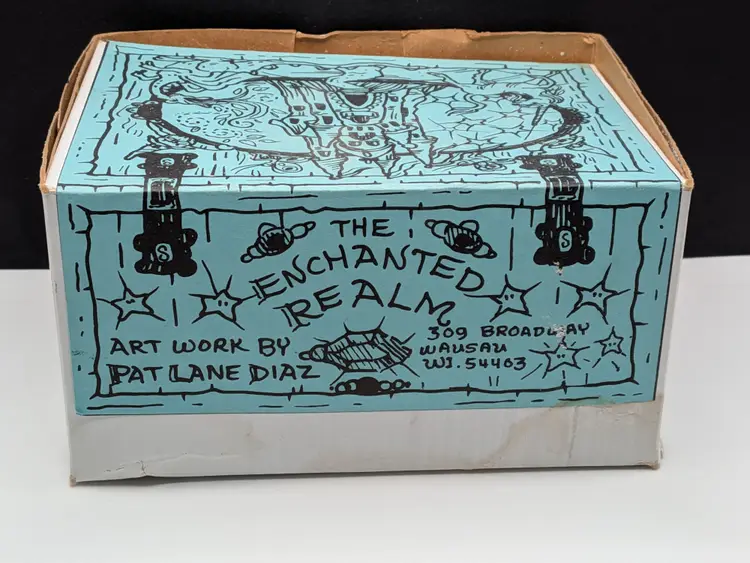 THE
ENCHANTED
REALM
ART WORK BY
PAT LANE DIAZ
309 BROADWAY
WAUSAU
WI. 54403
S
S